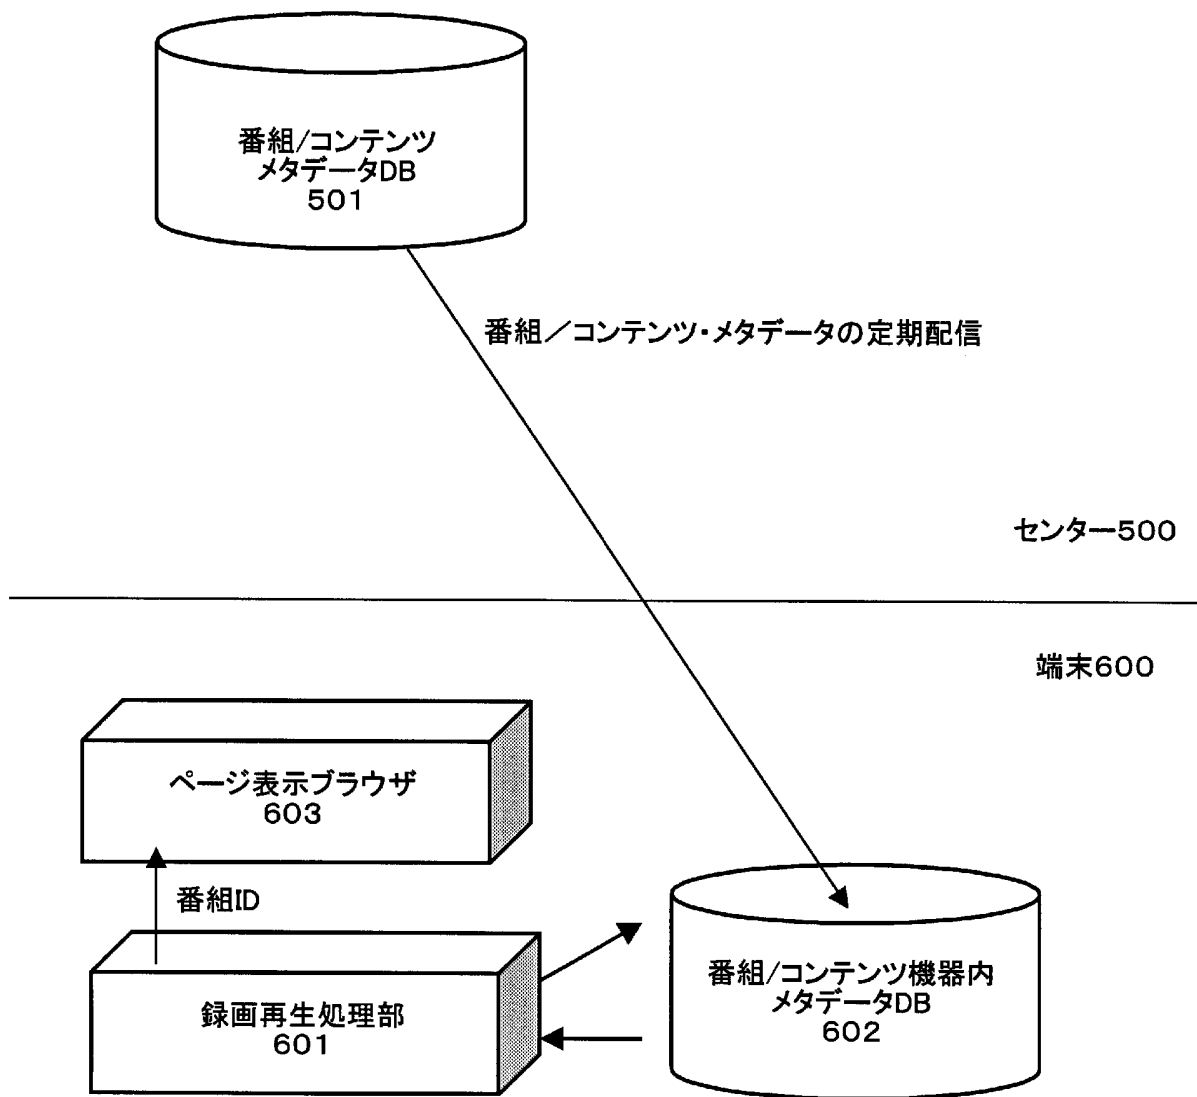 番組/コンテンツ
メタデータDB
501
番組／コンテンツ・メタデータの定期配信
センター500
端末600
ページ表示ブラウザ
603
番組ID
録画再生処理部
601
番組/コンテンツ機器内
メタデータDB
602